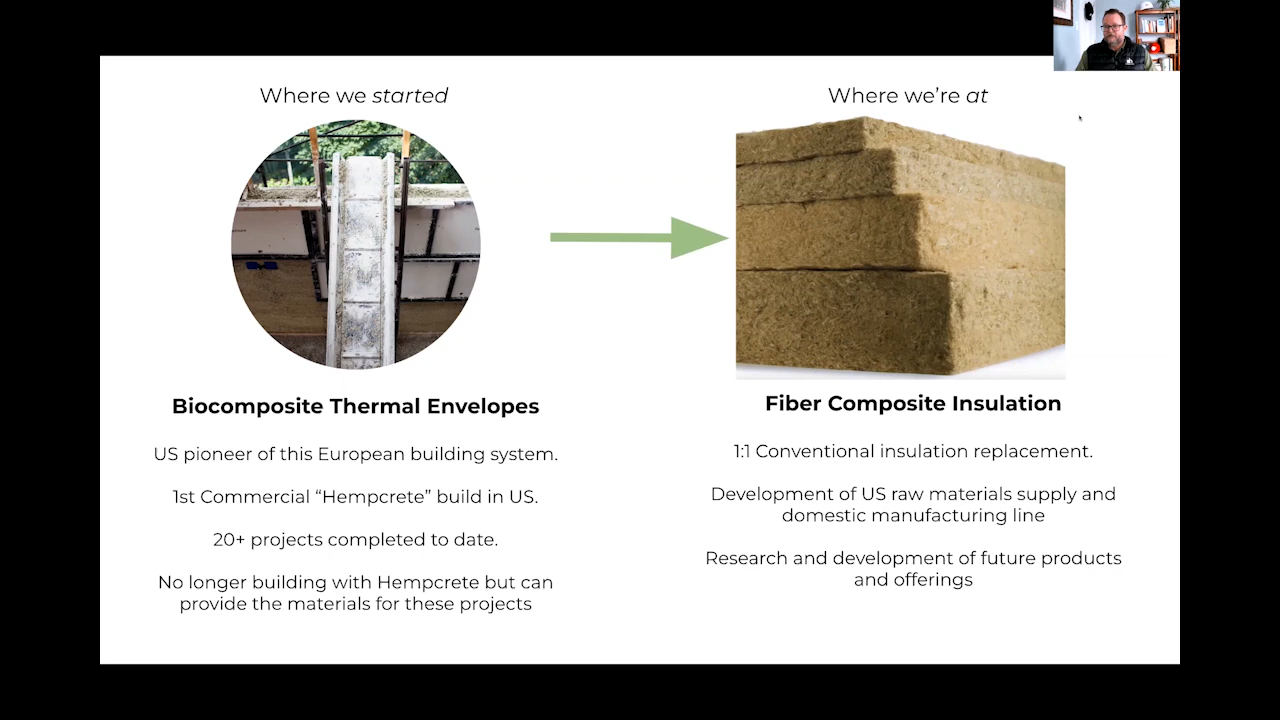 Where we started
Biocomposite Thermal Envelopes
US pioneer of this European building system.
1st Commercial “Hempcrete” build in US.
20+ projects completed to date.
No longer building with Hempcrete but can
provide the materials for these projects
Where we’re at
Fiber Composite Insulation
1:1 Conventional insulation replacement.
Development of US raw materials supply and
domestic manufacturing line
Research and development of future products
and offerings